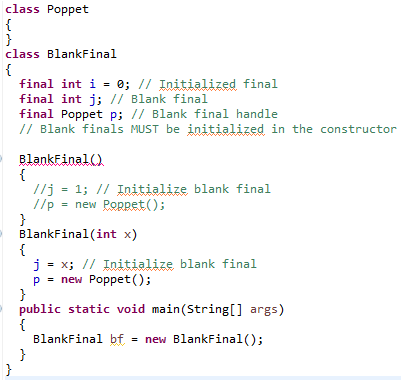 class Poppet
{
}
class BlankFinal
{
  final int i = 0; // Initialized final
  final int j; // Blank final
  final Poppet p; // Blank final handle
  // Blank finals MUST be initialized in the constructor

  BlankFinal()
  {
    //j = 1; // Initialize blank final
    //p = new Poppet();
  }
  BlankFinal(int x)
  {
    j = x; // Initialize blank final
    p = new Poppet();
  }
  public static void main(String[] args)
  {
    BlankFinal bf = new BlankFinal();
  }
}